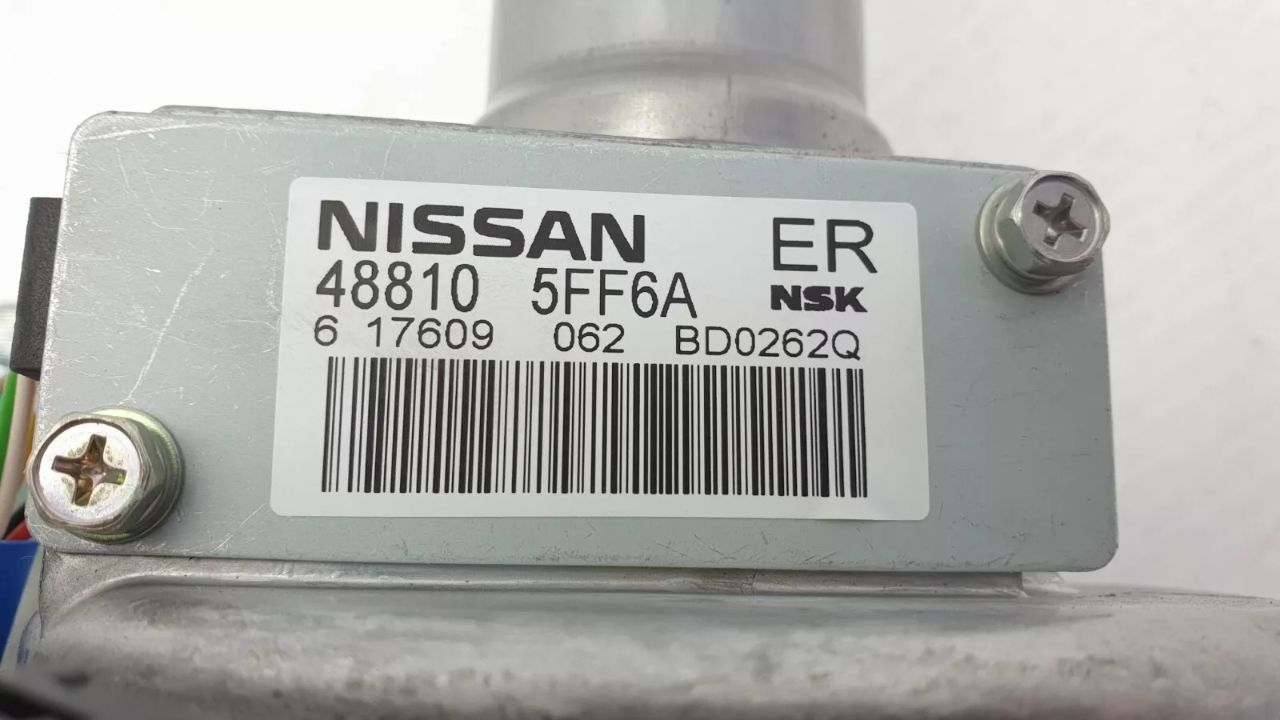 NISSAN ER
48810 5FF6A NSK
6 17609 062 BD0262Q